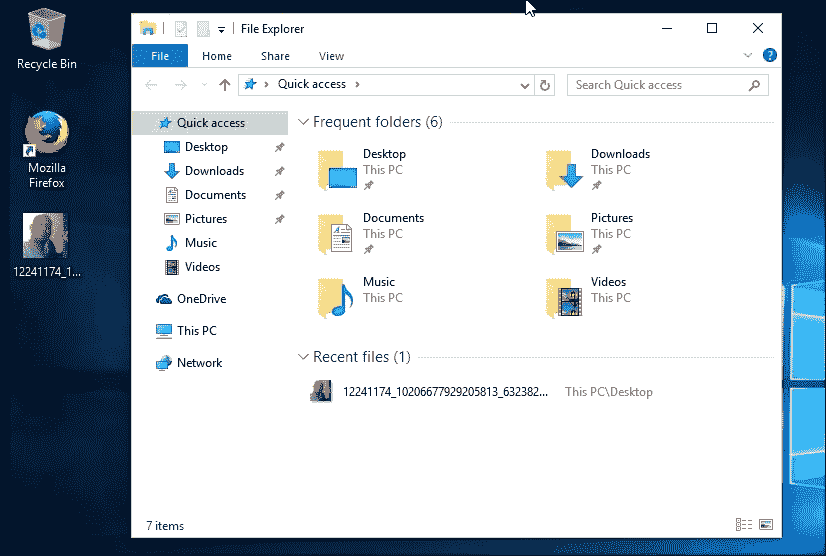 Recycle Bin
Mozilla
Firefox
12241174_1...
File Explorer
File Home Share View
Quick access
Search Quick access
Quick access
Desktop
Downloads
Documents
Pictures
Music
Videos
OneDrive
This PC
Network
Frequent folders (6)
Desktop
This PC
Downloads
This PC
Documents
This PC
Pictures
This PC
Music
This PC
Videos
This PC
Recent files (1)
12241174_10206677929205813_632382... This PC\Desktop
7 items